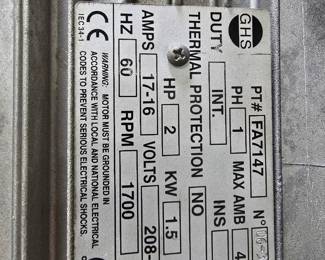 GHS
PT# FA7147 N° 06-
PH 1 MAX AMB 4
DUTY INT. INS
THERMAL PROTECTION NO
HP 2 KW 1.5
AMPS 17-16 VOLTS 208-
HZ 60 RPM 1700
CE
IEC34-1
WARNING: MOTOR MUST BE GROUNDED IN
ACCORDANCE WITH LOCAL AND NATIONAL ELECTRICAL
CODES TO PREVENT SERIOUS ELECTRICAL SHOCKS.